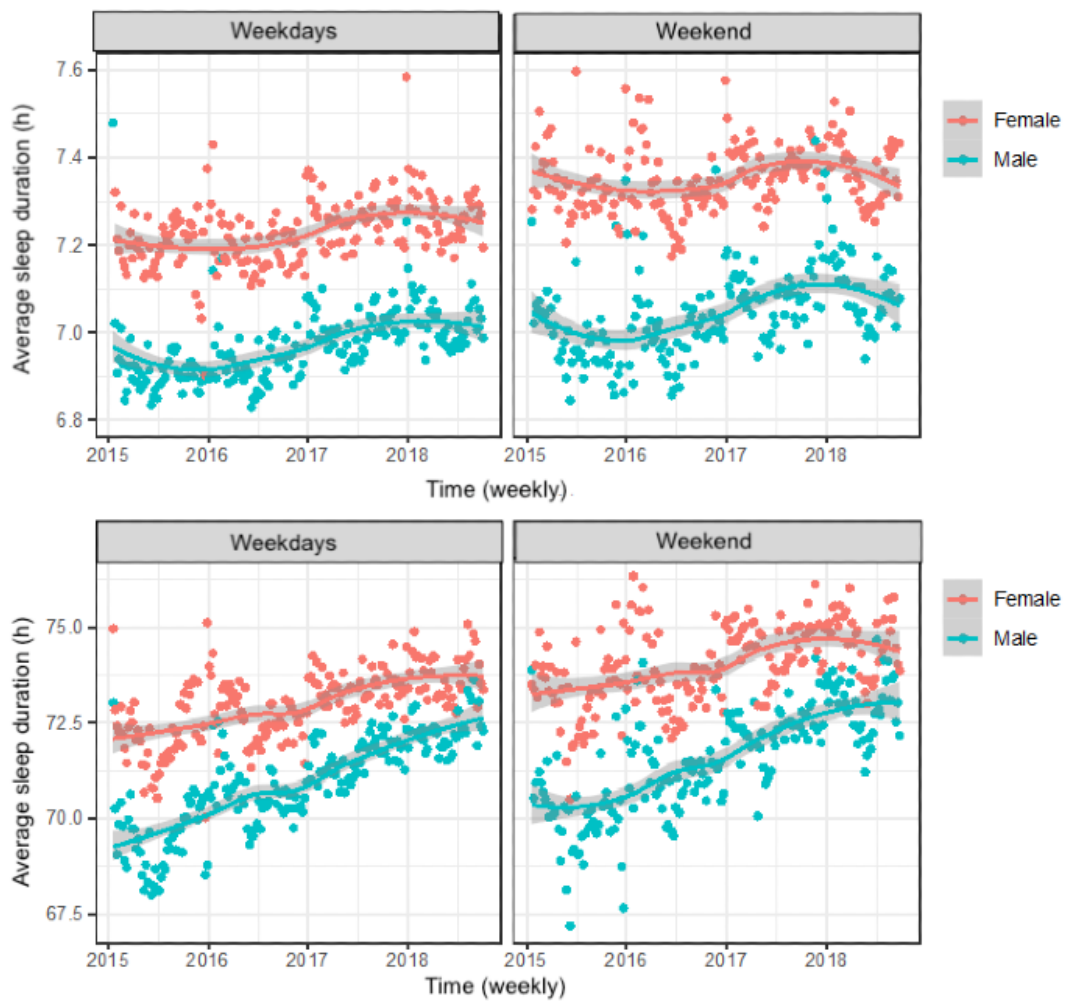 Weekdays
Weekend
Average sleep duration (h)
7.6
7.4
7.2
7.0
6.8
Female
Male
2015 2016 2017 2018
2015 2016 2017 2018
Time (weekly)
Weekdays
Weekend
Average sleep duration (h)
75.0
72.5
70.0
67.5
Female
Male
2015 2016 2017 2018
2015 2016 2017 2018
Time (weekly)